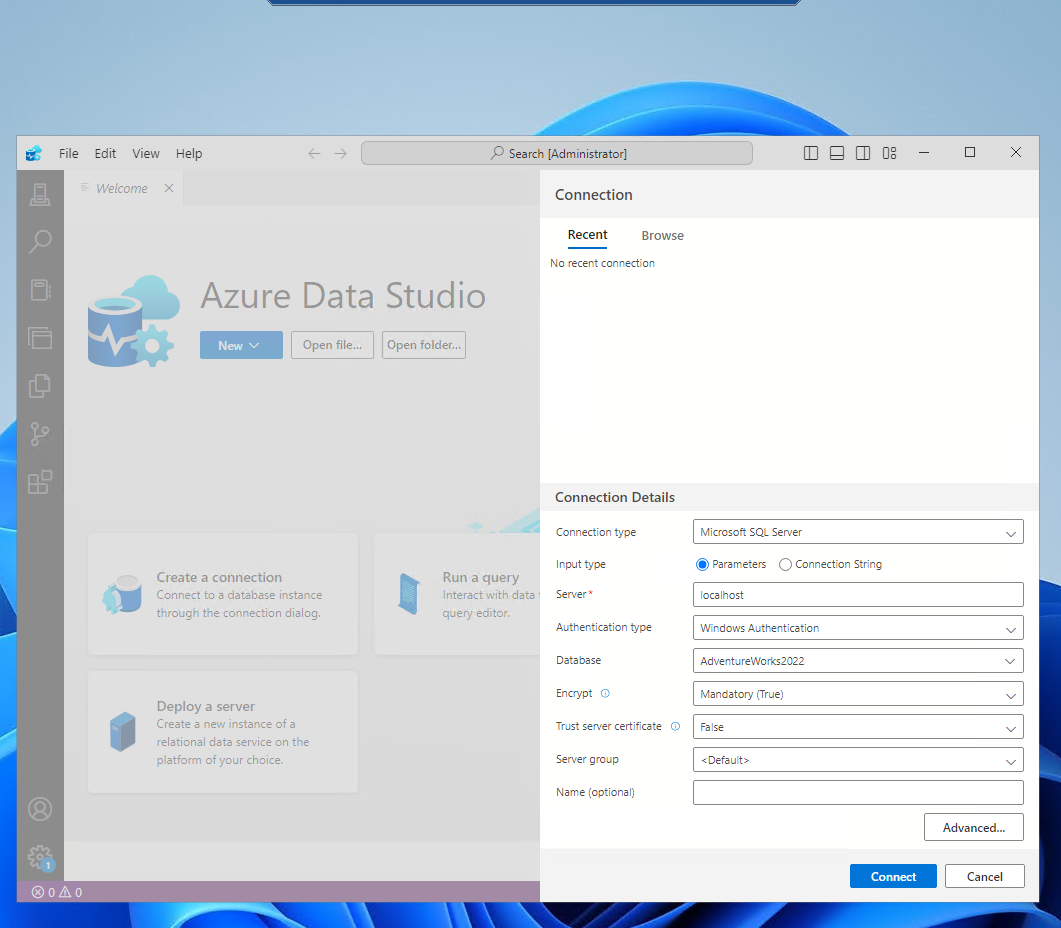 File Edit View Help
Search [Administrator]
Welcome
Azure Data Studio
New
Open file...
Open folder...
Create a connection
Connect to a database instance
through the connection dialog.
Run a query
Interact with data
query editor.
Deploy a server
Create a new instance of a
relational data service on the
platform of your choice.
1
0 0
Connection
Recent Browse
No recent connection
Connection Details
Connection type Microsoft SQL Server
Input type Parameters Connection String
Server* localhost
Authentication type Windows Authentication
Database AdventureWorks2022
Encrypt Mandatory (True)
Trust server certificate False
Server group <Default>
Name (optional)
Advanced...
Connect Cancel